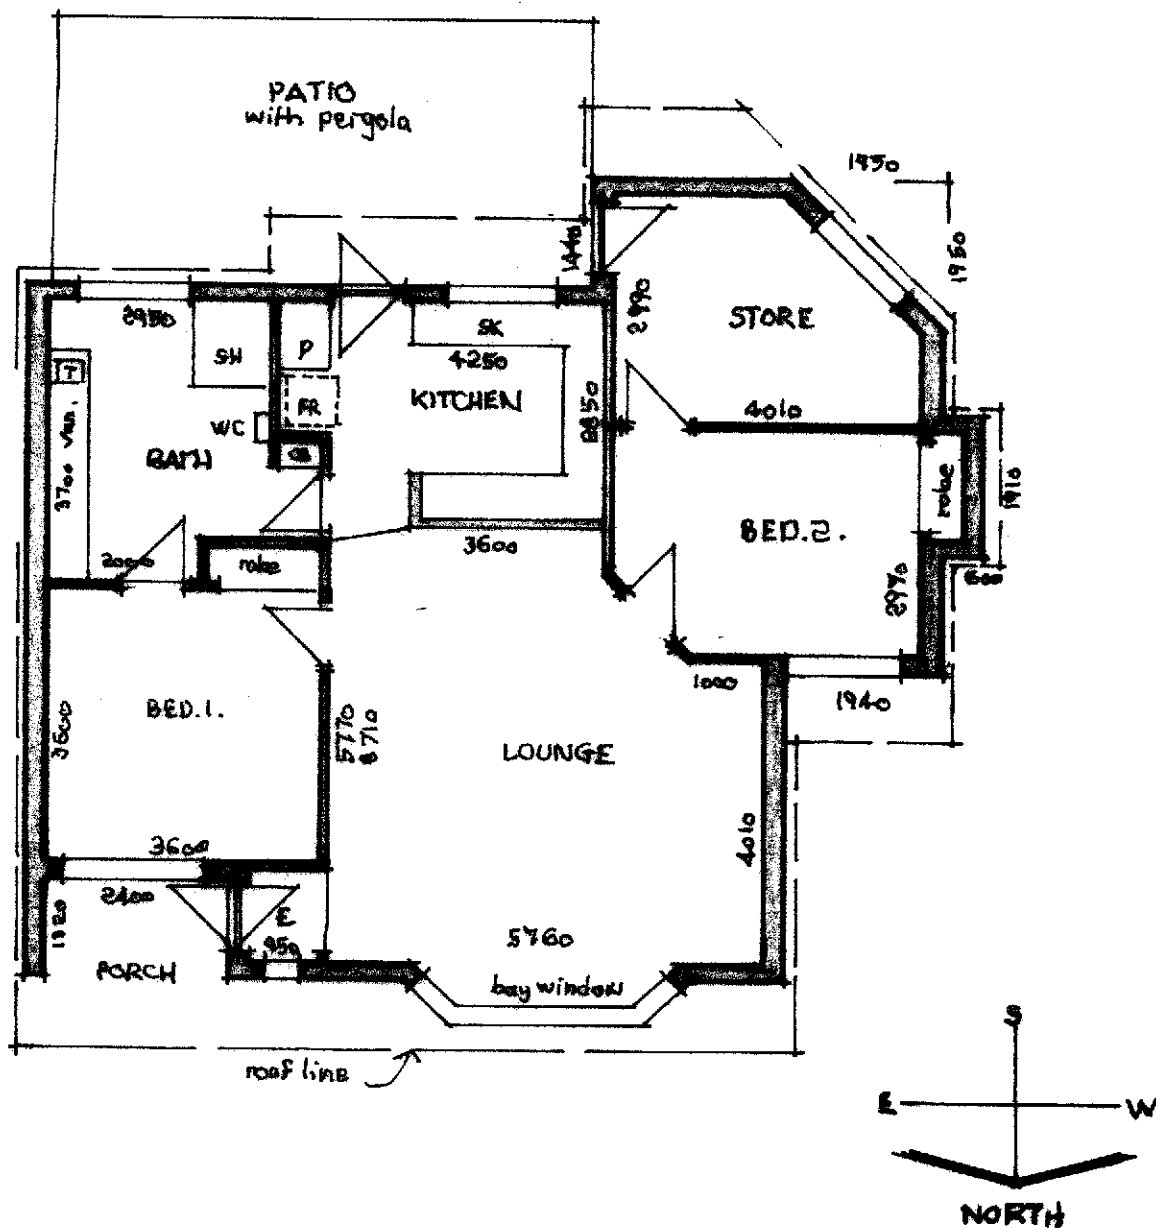 PATIO
with pergola
1950
1950
1440
2990
2950
SH
P
SK
4250
STORE
T
FR
KITCHEN
4010
3700 van.
WC
BATH
8850
robe
1910
BED.2.
2000
robe
3600
2970
600
BED.1.
1000
1940
3600
5770
8710
LOUNGE
4010
3600
2400
1320
E
950
5760
PORCH
bay window
roof line
S
E
W
NORTH